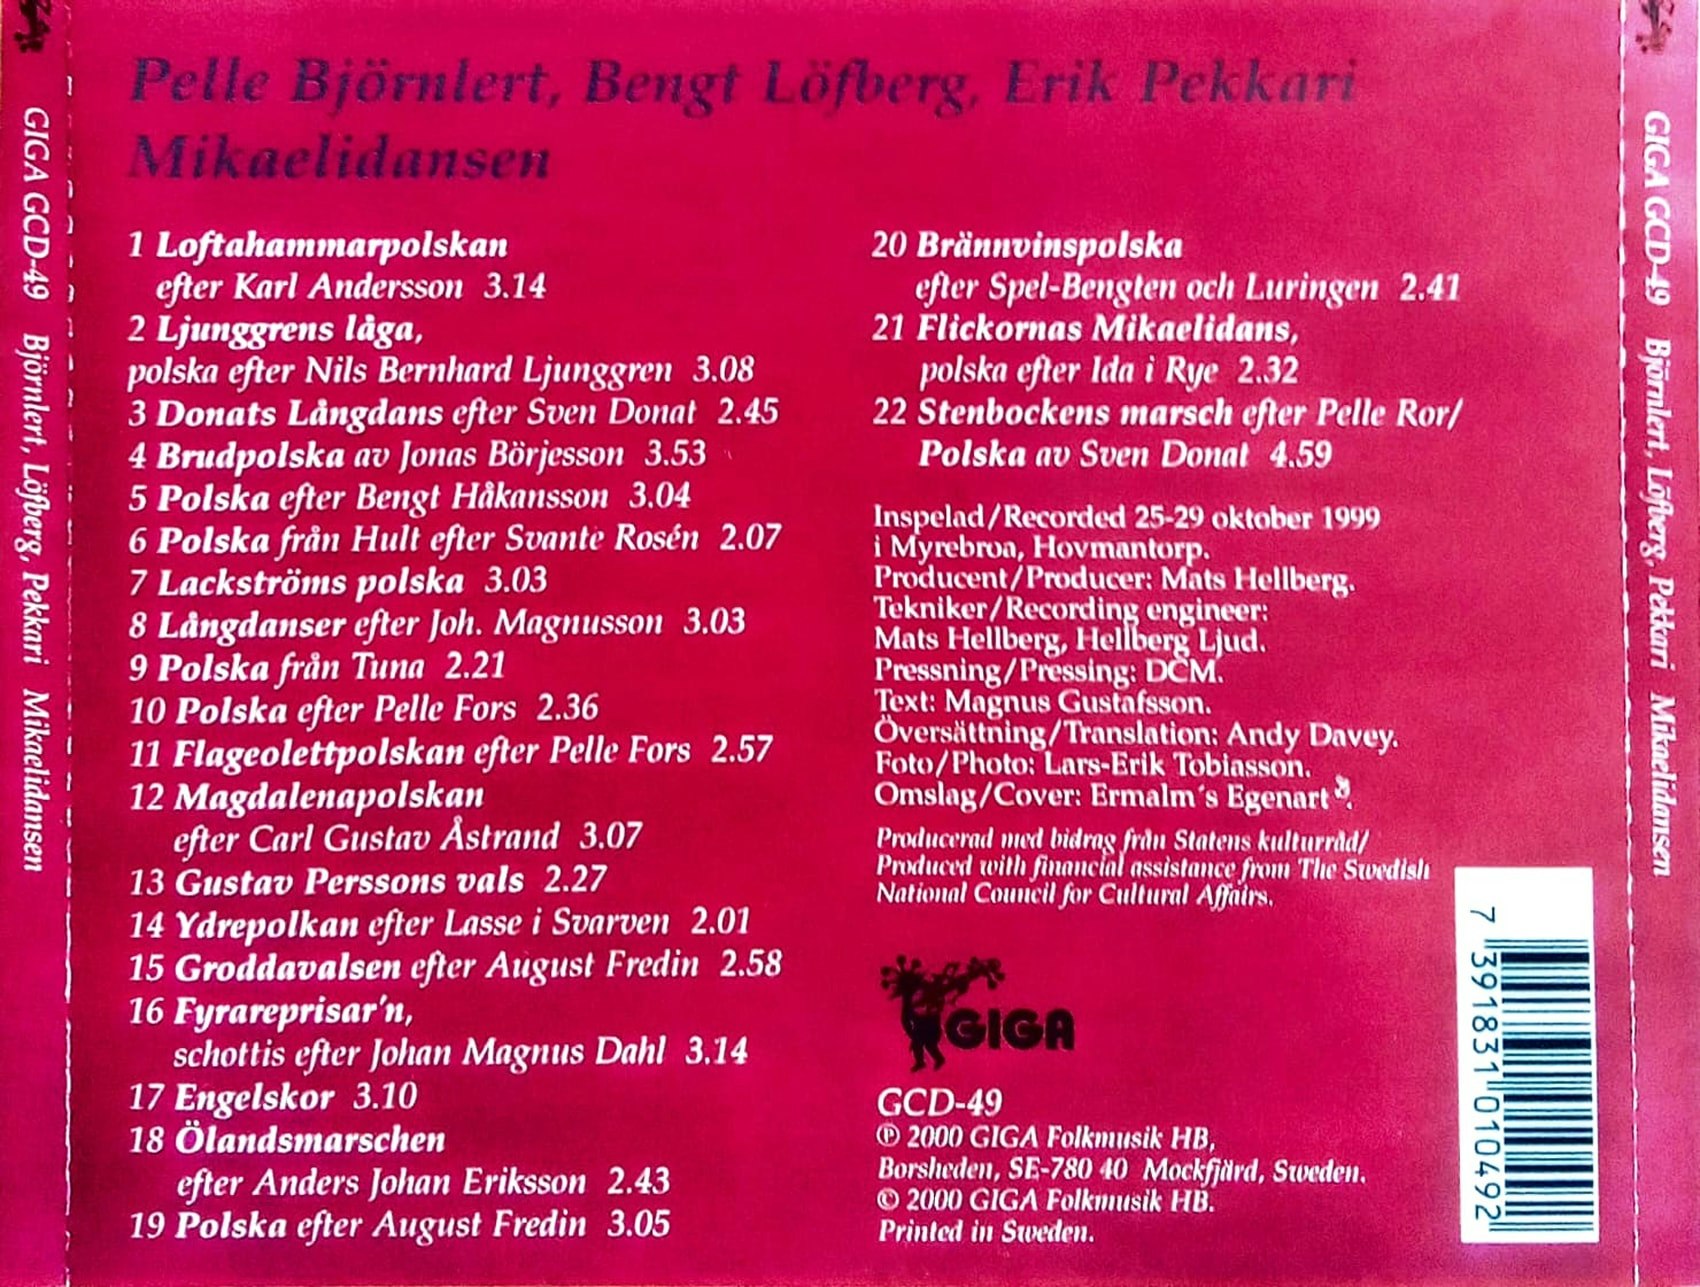 Pelle Björnlert, Bengt Löfberg, Erik Pekkari
Mikaelidansen
1 Loftahammarpolskan
efter Karl Andersson 3.14
2 Ljunggrens låga,
polska efter Nils Bernhard Ljunggren 3.08
3 Donats Långdans efter Sven Donat 2.45
4 Brudpolska av Jonas Börjesson 3.53
5 Polska efter Bengt Håkansson 3.04
6 Polska från Hult efter Svante Rosén 2.07
7 Lackströms polska 3.03
8 Långdanser efter Joh. Magnusson 3.03
9 Polska från Tuna 2.21
10 Polska efter Pelle Fors 2.36
11 Flageolettpolskan efter Pelle Fors 2.57
12 Magdalenapolskan
efter Carl Gustav Åstrand 3.07
13 Gustav Perssons vals 2.27
14 Ydrepolkan efter Lasse i Svarven 2.01
15 Groddavalsen efter August Fredin 2.58
16 Fyrareprisar'n,
schottis efter Johan Magnus Dahl 3.14
17 Engelskor 3.10
18 Ölandsmarschen
efter Anders Johan Eriksson 2.43
19 Polska efter August Fredin 3.05
20 Brännvinspolska
efter Spel-Bengten och Luringen 2.41
21 Flickornas Mikaelidans,
polska efter Ida i Rye 2.32
22 Stenbockens marsch efter Pelle Ror/
Polska av Sven Donat 4.59
Inspelad/Recorded 25-29 oktober 1999
i Myrebroa, Hovmantorp.
Producent/Producer: Mats Hellberg.
Tekniker/Recording engineer:
Mats Hellberg, Hellberg Ljud.
Pressning/Pressing: DCM.
Text: Magnus Gustafsson.
Översättning/Translation: Andy Davey.
Foto/Photo: Lars-Erik Tobiasson.
Omslag/Cover: Ermalm´s Egenart.
Producerad med bidrag från Statens kulturråd/
Produced with financial assistance from The Swedish
National Council for Cultural Affairs.
GIGA
GCD-49
℗ 2000 GIGA Folkmusik HB,
Borsheden, SE-780 40 Mockfjärd, Sweden.
© 2000 GIGA Folkmusik HB.
Printed in Sweden.
7 391831 010492
GIGA GCD-49 Björnlert, Löfberg, Pekkari Mikaelidansen
GIGA GCD-49 Björnlert, Löfberg, Pekkari Mikaelidansen